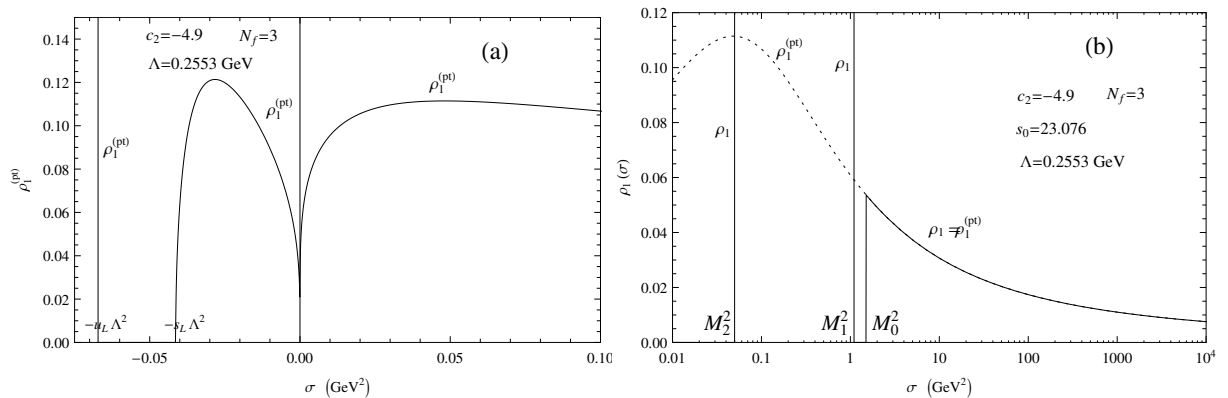 0.14
0.12
0.10
0.08
0.06
0.04
0.02
0.00
ρ₁^(pt)
c₂=−4.9 N_f=3
Λ=0.2553 GeV
(a)
ρ₁^(pt)
ρ₁^(pt)
ρ₁^(pt)
−u_L Λ²
−s_L Λ²
−0.05
0.00
0.05
0.10
σ (GeV²)
0.12
0.10
0.08
0.06
0.04
0.02
0.00
ρ₁(σ)
ρ₁^(pt)
(b)
ρ₁
ρ₁
c₂=−4.9 N_f=3
s₀=23.076
Λ=0.2553 GeV
ρ₁ = ρ₁^(pt)
M₂²
M₁²
M₀²
0.01
0.1
1
10
100
1000
10⁴
σ (GeV²)